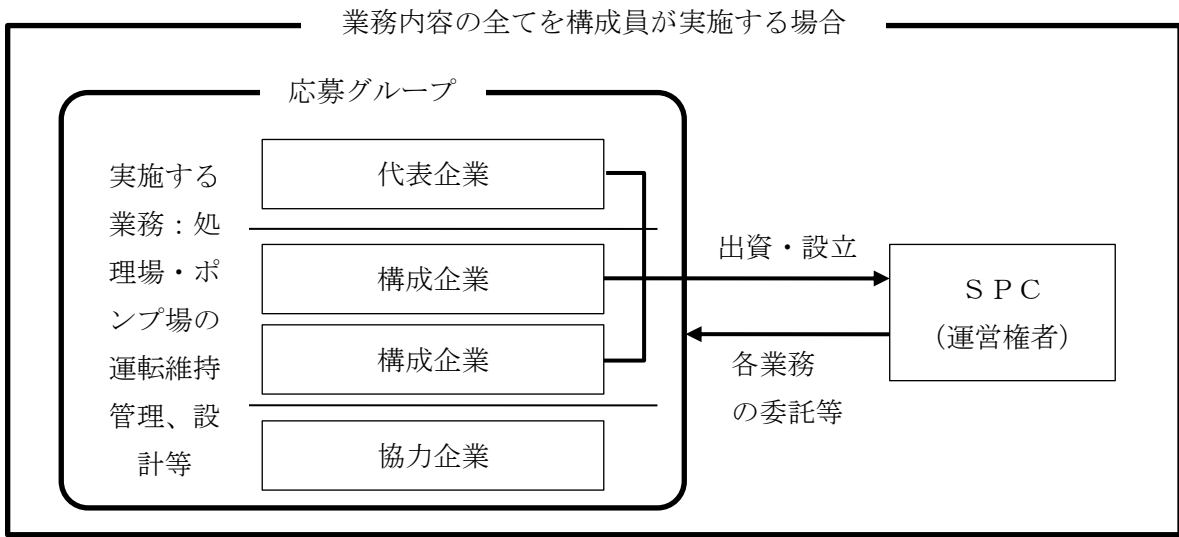 業務内容の全てを構成員が実施する場合
応募グループ
実施する
業務：処
理場・ポ
ンプ場の
運転維持
管理、設
計等
代表企業
構成企業
構成企業
協力企業
出資・設立
各業務
の委託等
ＳＰＣ
（運営権者）